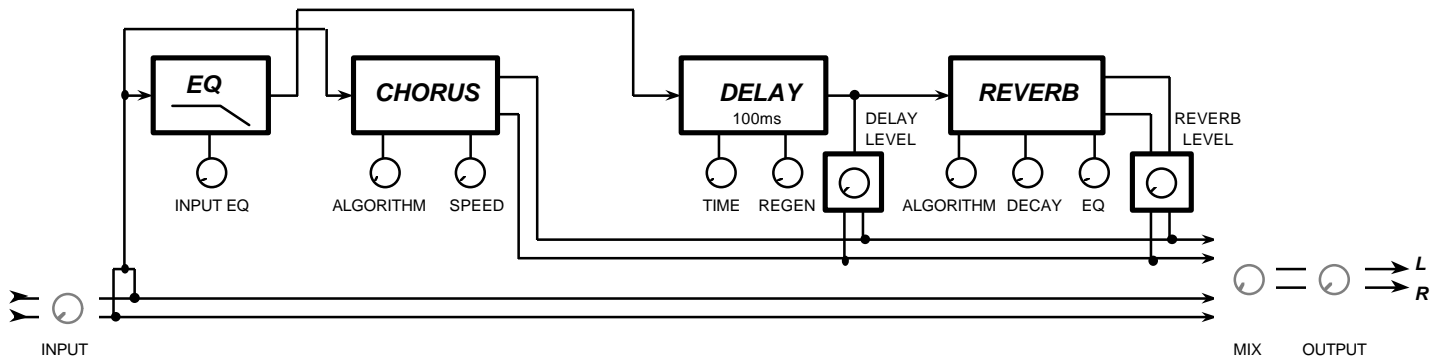 EQ
CHORUS
DELAY
100ms
REVERB
DELAY
LEVEL
REVERB
LEVEL
INPUT EQ
ALGORITHM
SPEED
TIME
REGEN
ALGORITHM
DECAY
EQ
L
R
INPUT
MIX
OUTPUT